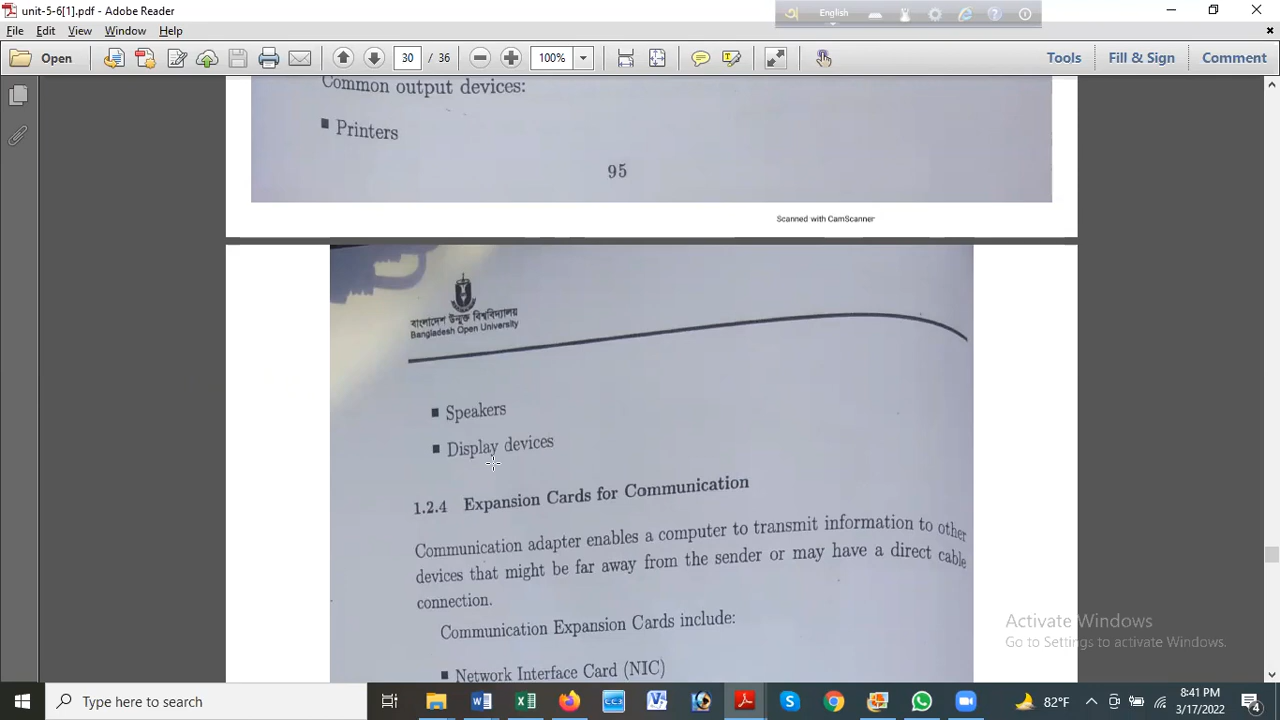 unit-5-6[1].pdf - Adobe Reader
English
File Edit View Window Help
Open 30 / 36 100% Tools Fill & Sign Comment
Common output devices:
Printers
95
Scanned with CamScanner
বাংলাদেশ উন্মুক্ত বিশ্ববিদ্যালয়
Bangladesh Open University
Speakers
Display devices
1.2.4 Expansion Cards for Communication
Communication adapter enables a computer to transmit information to other
devices that might be far away from the sender or may have a direct cable
connection.
Communication Expansion Cards include:
Network Interface Card (NIC)
Activate Windows
Go to Settings to activate Windows.
Type here to search
82°F
8:41 PM
3/17/2022
4